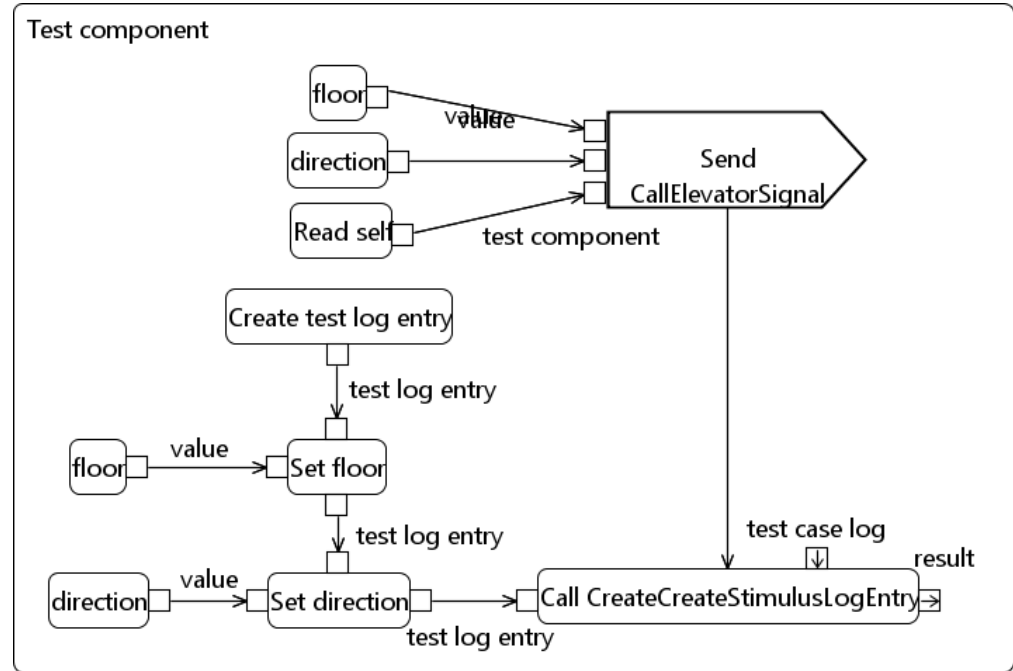 Test component
floor
value
value
direction
Send
CallElevatorSignal
Read self
test component
Create test log entry
test log entry
floor
value
Set floor
test log entry
test case log
result
direction
value
Set direction
test log entry
Call CreateCreateStimulusLogEntry